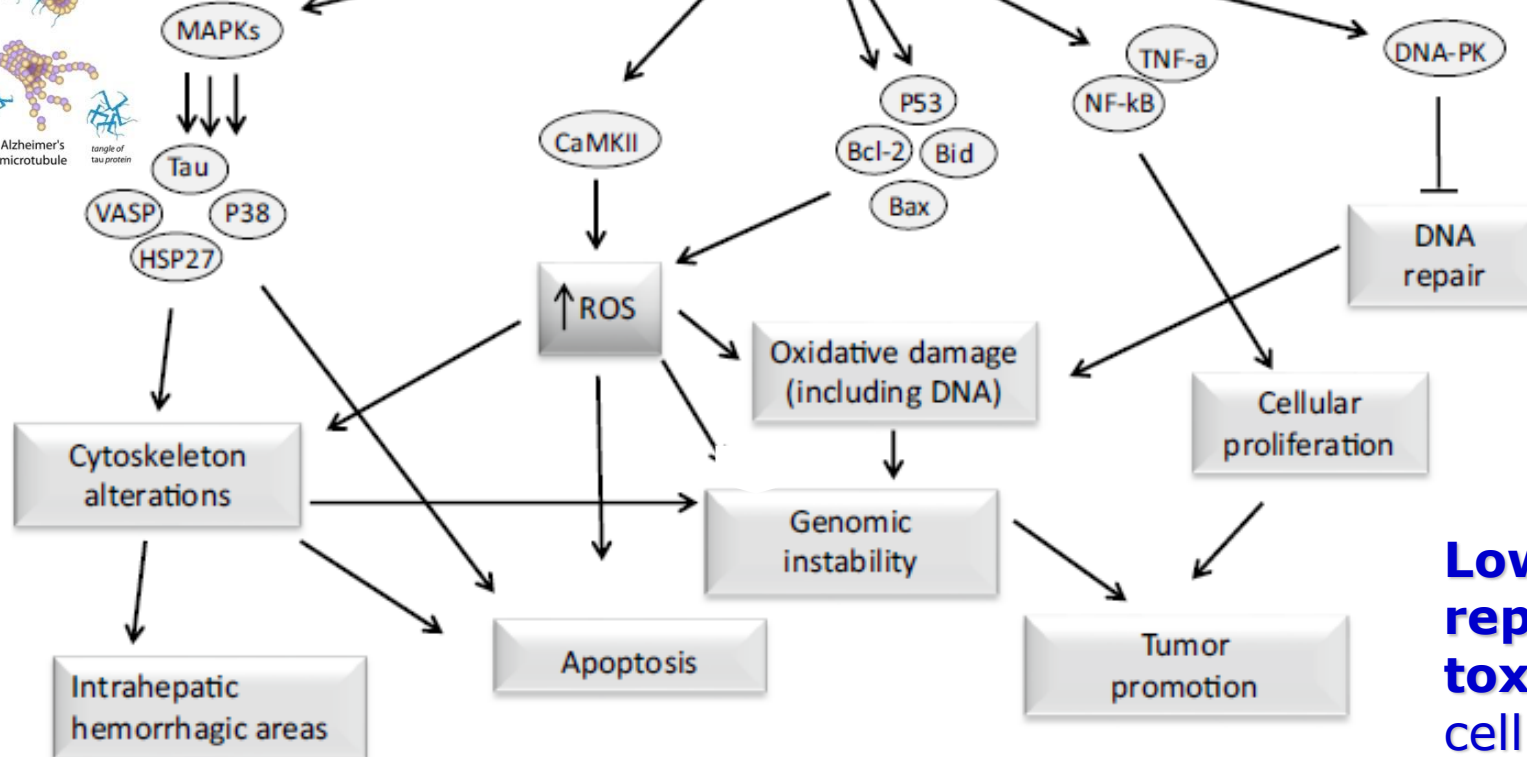 MAPKs
TNF-a
DNA-PK
P53
NF-kB
Alzheimer's
microtubule
tangle of
tau protein
CaMKII
Bcl-2
Bid
Tau
Bax
VASP
P38
HSP27
DNA
repair
↑ROS
Oxidative damage
(including DNA)
Cellular
proliferation
Cytoskeleton
alterations
Genomic
instability
Apoptosis
Tumor
promotion
Intrahepatic
hemorrhagic areas
cell